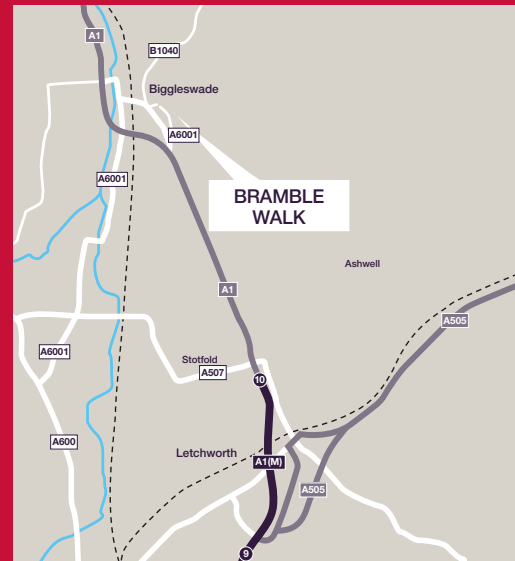 A1
B1040
Biggleswade
A6001
A6001
BRAMBLE
WALK
Ashwell
A1
A505
A6001
Stotfold
A507
10
A600
Letchworth
A1(M)
A505
9